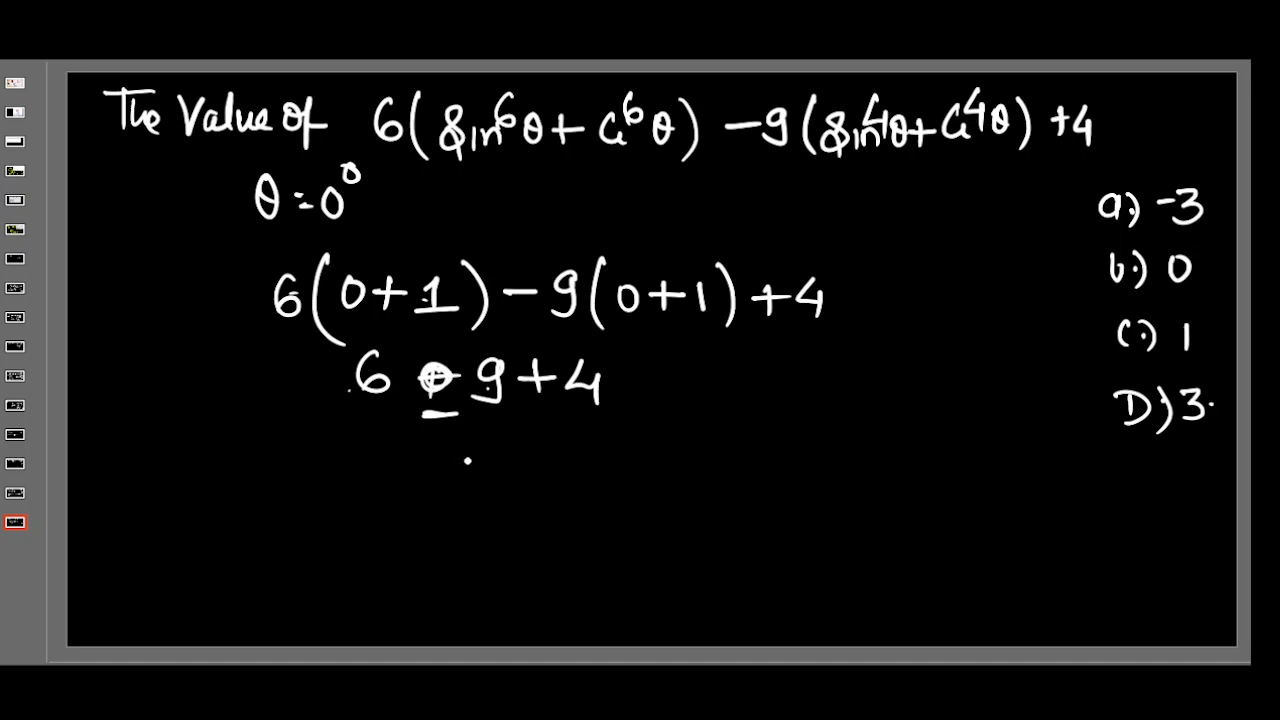 The Value of 6(Sin⁶θ + Cos⁶θ) – 9(Sin⁴θ + Cos⁴θ) + 4
θ = 0°
a.) -3
6(0+1) – 9(0+1) + 4
b.) 0
c.) 1
6 - 9 + 4
D.) 3.